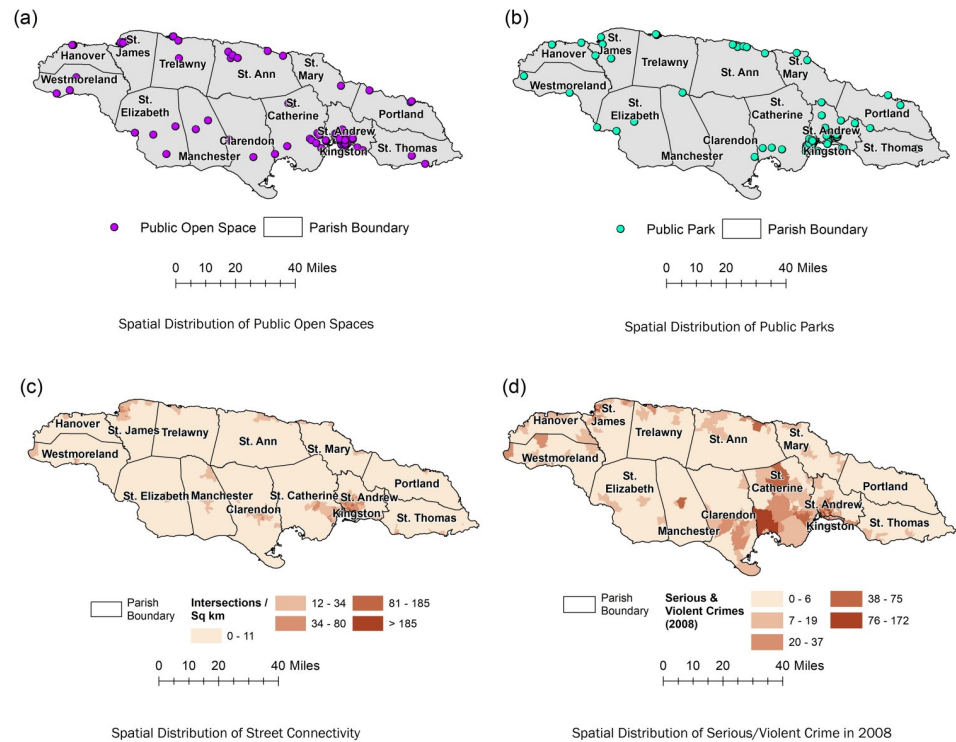 (a)
Hanover
St.
James
Trelawny
Westmoreland
St. Ann
St.
Mary
St.
Elizabeth
St.
Catherine
Portland
Clarendon
St. Andrew
Manchester
Kingston
St. Thomas
Public Open Space
Parish Boundary
0 10 20 40 Miles
Spatial Distribution of Public Open Spaces
(b)
Hanover
St.
James
Trelawny
Westmoreland
St. Ann
St.
Mary
St.
Elizabeth
St.
Catherine
Portland
Clarendon
St. Andrew
Manchester
Kingston
St. Thomas
Public Park
Parish Boundary
0 10 20 40 Miles
Spatial Distribution of Public Parks
(c)
Hanover
St. James
Trelawny
Westmoreland
St. Ann
St. Mary
St. Elizabeth
Manchester
St. Catherine
Portland
Clarendon
St. Andrew
Kingston
St. Thomas
Parish
Boundary
Intersections /
Sq km
0 - 11
12 - 34
34 - 80
81 - 185
> 185
0 10 20 40 Miles
Spatial Distribution of Street Connectivity
(d)
Hanover
St.
James
Trelawny
Westmoreland
St. Ann
St.
Mary
St.
Elizabeth
St.
Catherine
Portland
Clarendon
St. Andrew
Manchester
Kingston
St. Thomas
Parish
Boundary
Serious &
Violent Crimes
(2008)
0 - 6
7 - 19
20 - 37
38 - 75
76 - 172
0 10 20 40 Miles
Spatial Distribution of Serious/Violent Crime in 2008